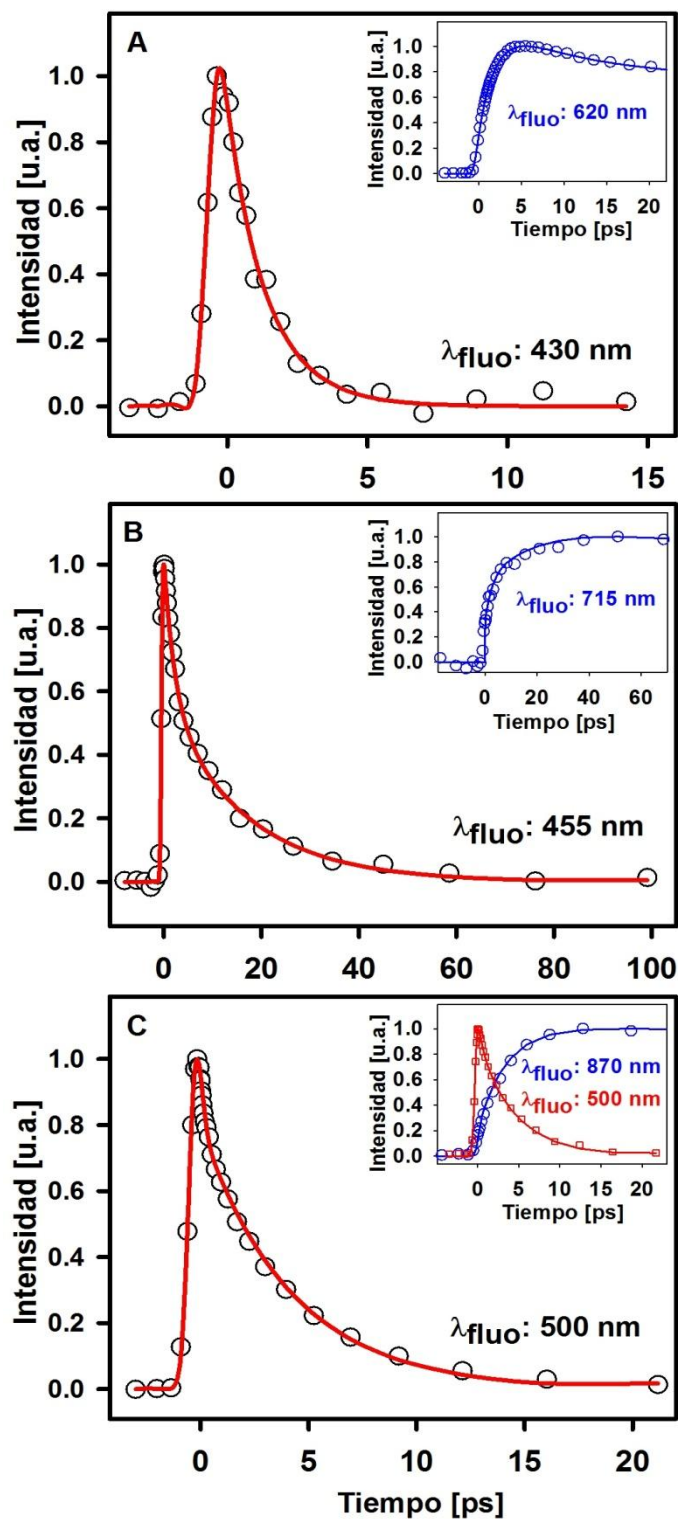 A
Intensidad [u.a.]
1.0
0.8
0.6
0.4
0.2
0.0
0 5 10 15
λfluo: 430 nm
Intensidad [u.a.]
1.0
0.8
0.6
0.4
0.2
0.0
λfluo: 620 nm
0 5 10 15 20
Tiempo [ps]
B
Intensidad [u.a.]
1.0
0.8
0.6
0.4
0.2
0.0
0 20 40 60 80 100
λfluo: 455 nm
Intensidad [u.a.]
1.0
0.8
0.6
0.4
0.2
0.0
λfluo: 715 nm
0 20 40 60
Tiempo [ps]
C
Intensidad [u.a.]
1.0
0.8
0.6
0.4
0.2
0.0
0 5 10 15 20
λfluo: 500 nm
Intensidad [u.a.]
1.0
0.8
0.6
0.4
0.2
0.0
λfluo: 870 nm
λfluo: 500 nm
0 5 10 15 20
Tiempo [ps]
Tiempo [ps]